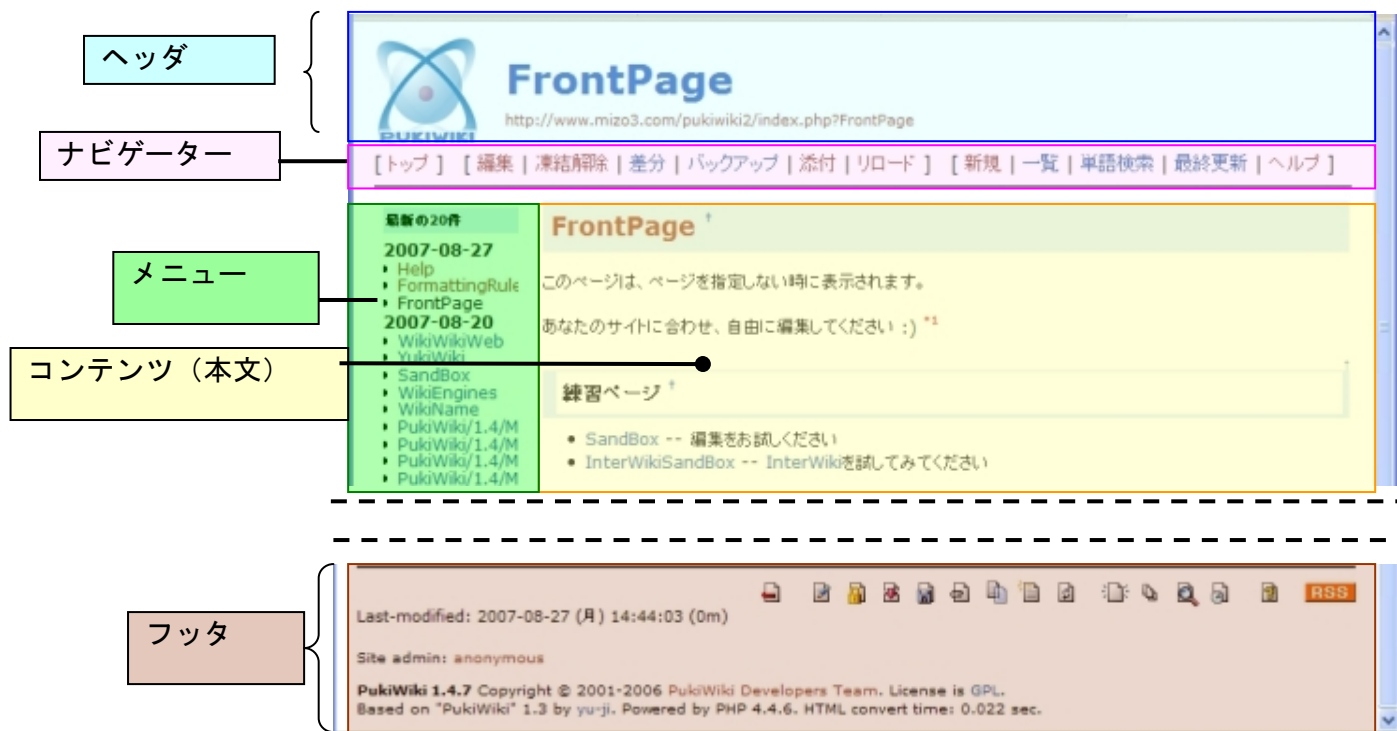 ヘッダ
PUKIWIKI
FrontPage
http://www.mizo3.com/pukiwiki2/index.php?FrontPage
ナビゲーター
[ トップ ] [ 編集 | 凍結解除 | 差分 | バックアップ | 添付 | リロード ] [ 新規 | 一覧 | 単語検索 | 最終更新 | ヘルプ ]
メニュー
最新の20件
2007-08-27
Help
FormattingRule
FrontPage
2007-08-20
WikiWikiWeb
YukiWiki
SandBox
WikiEngines
WikiName
PukiWiki/1.4/M
PukiWiki/1.4/M
PukiWiki/1.4/M
PukiWiki/1.4/M
コンテンツ（本文）
FrontPage †
このページは、ページを指定しない時に表示されます。
あなたのサイトに合わせ、自由に編集してください :) *1
練習ページ †
SandBox -- 編集をお試しください
InterWikiSandBox -- InterWikiを試してみてください
フッタ
RSS
Last-modified: 2007-08-27 (月) 14:44:03 (0m)
Site admin: anonymous
PukiWiki 1.4.7 Copyright © 2001-2006 PukiWiki Developers Team. License is GPL.
Based on "PukiWiki" 1.3 by yu-ji. Powered by PHP 4.4.6. HTML convert time: 0.022 sec.